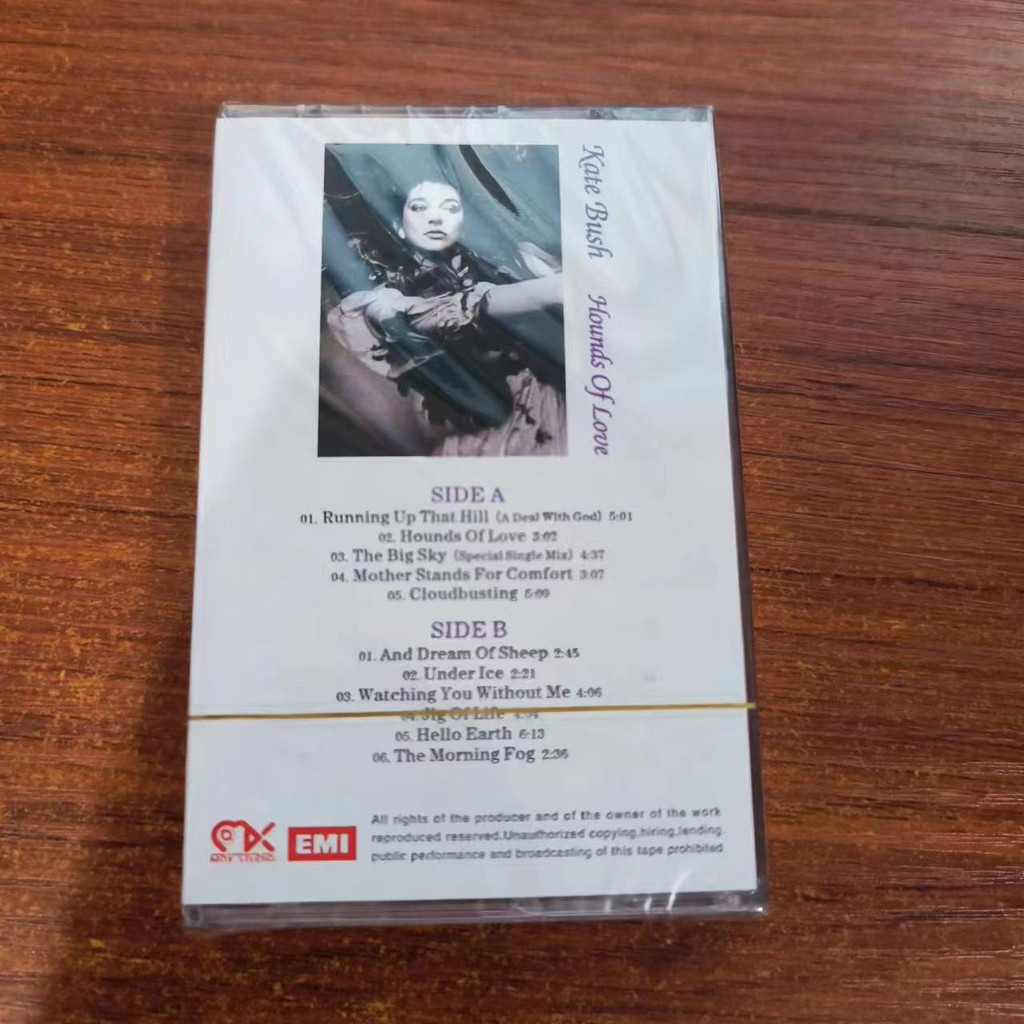 Kate Bush Hounds Of Love
SIDE A
01. Running Up That Hill (A Deal With God) 5:01
02. Hounds Of Love 3:02
03. The Big Sky (Special Single Mix) 4:37
04. Mother Stands For Comfort 3:07
05. Cloudbusting 5:09
SIDE B
01. And Dream Of Sheep 2:45
02. Under Ice 2:21
03. Watching You Without Me 4:06
04. Jig Of Life
05. Hello Earth 6:13
06. The Morning Fog 2:36
EMI
All rights of the producer and of the owner of the work
reproduced reserved.Unauthorized copying.hiring.lending.
public performance and broadcasting of this tape prohibited